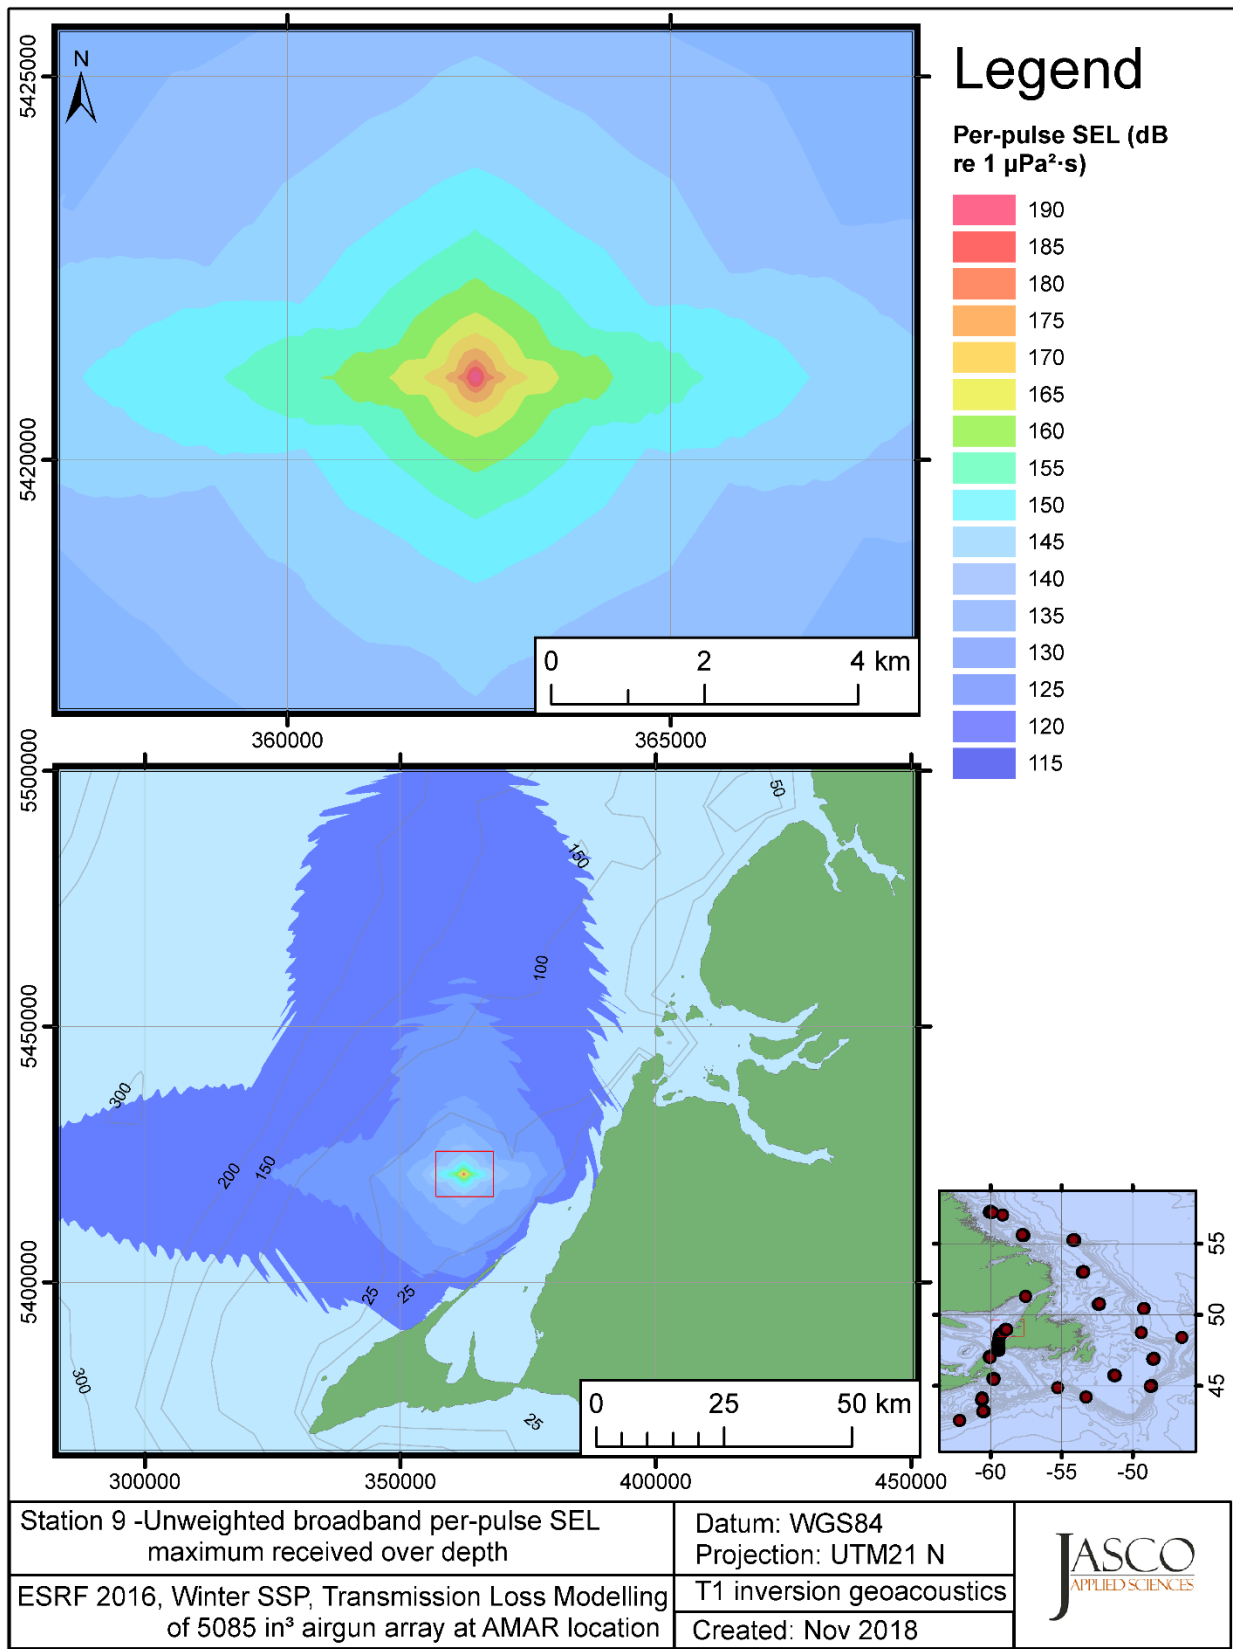 N
5425000
5420000
360000
365000
0 2 4 km
Legend
Per-pulse SEL (dB
re 1 µPa²·s)
190
185
180
175
170
165
160
155
150
145
140
135
130
125
120
115
5500000
5450000
5400000
300000
350000
400000
450000
50
150
100
300
200
150
25
25
300
25
0 25 50 km
55
50
45
-60
-55
-50
Station 9 -Unweighted broadband per-pulse SEL
maximum received over depth
ESRF 2016, Winter SSP, Transmission Loss Modelling
of 5085 in³ airgun array at AMAR location
Datum: WGS84
Projection: UTM21 N
T1 inversion geoacoustics
Created: Nov 2018
JASCO
APPLIED SCIENCES